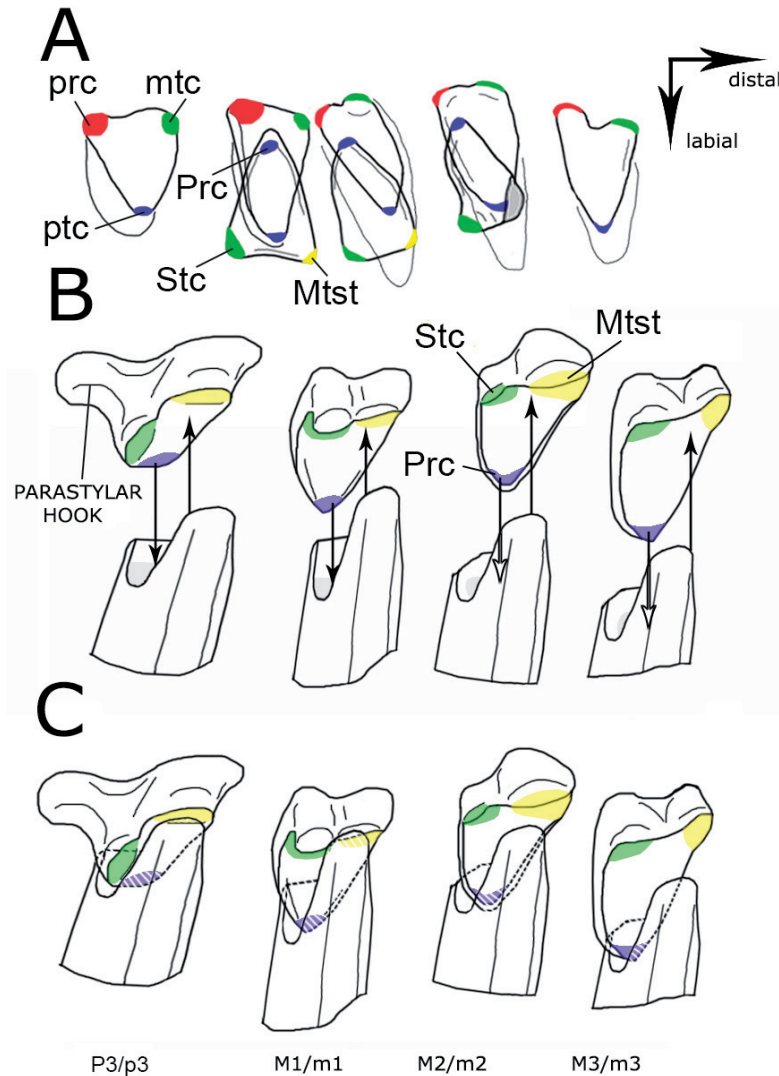 A
prc
mtc
distal
labial
Prc
ptc
Stc
Mtst
B
Stc
Mtst
Prc
PARASTYLAR
HOOK
C
P3/p3
M1/m1
M2/m2
M3/m3